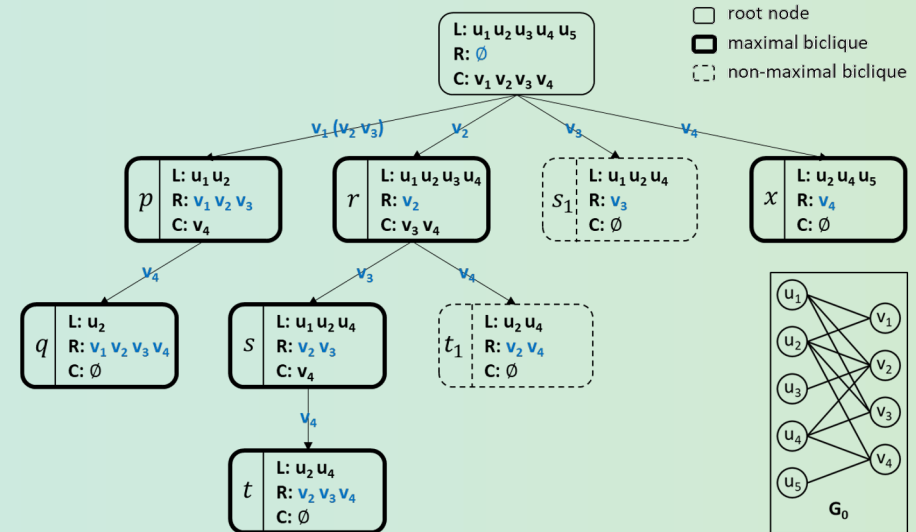 L: u₁ u₂ u₃ u₄ u₅
R: ∅
C: v₁ v₂ v₃ v₄
root node
maximal biclique
non-maximal biclique
v₁ (v₂ v₃)
v₂
v₃
v₄
p
L: u₁ u₂
R: v₁ v₂ v₃
C: v₄
r
L: u₁ u₂ u₃ u₄
R: v₂
C: v₃ v₄
s₁
L: u₁ u₂ u₄
R: v₃
C: ∅
x
L: u₂ u₄ u₅
R: v₄
C: ∅
v₄
v₃
v₄
q
L: u₂
R: v₁ v₂ v₃ v₄
C: ∅
s
L: u₁ u₂ u₄
R: v₂ v₃
C: v₄
t₁
L: u₂ u₄
R: v₂ v₄
C: ∅
v₄
t
L: u₂ u₄
R: v₂ v₃ v₄
C: ∅
u₁
u₂
u₃
u₄
u₅
v₁
v₂
v₃
v₄
G₀